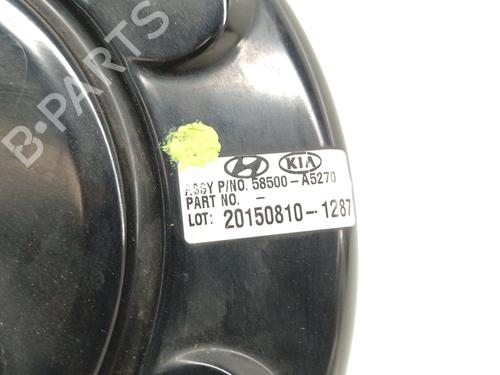 B-PARTS
KIA
ASSY P/NO. 58500-A5270
PART NO. -
LOT: 20150810-1287